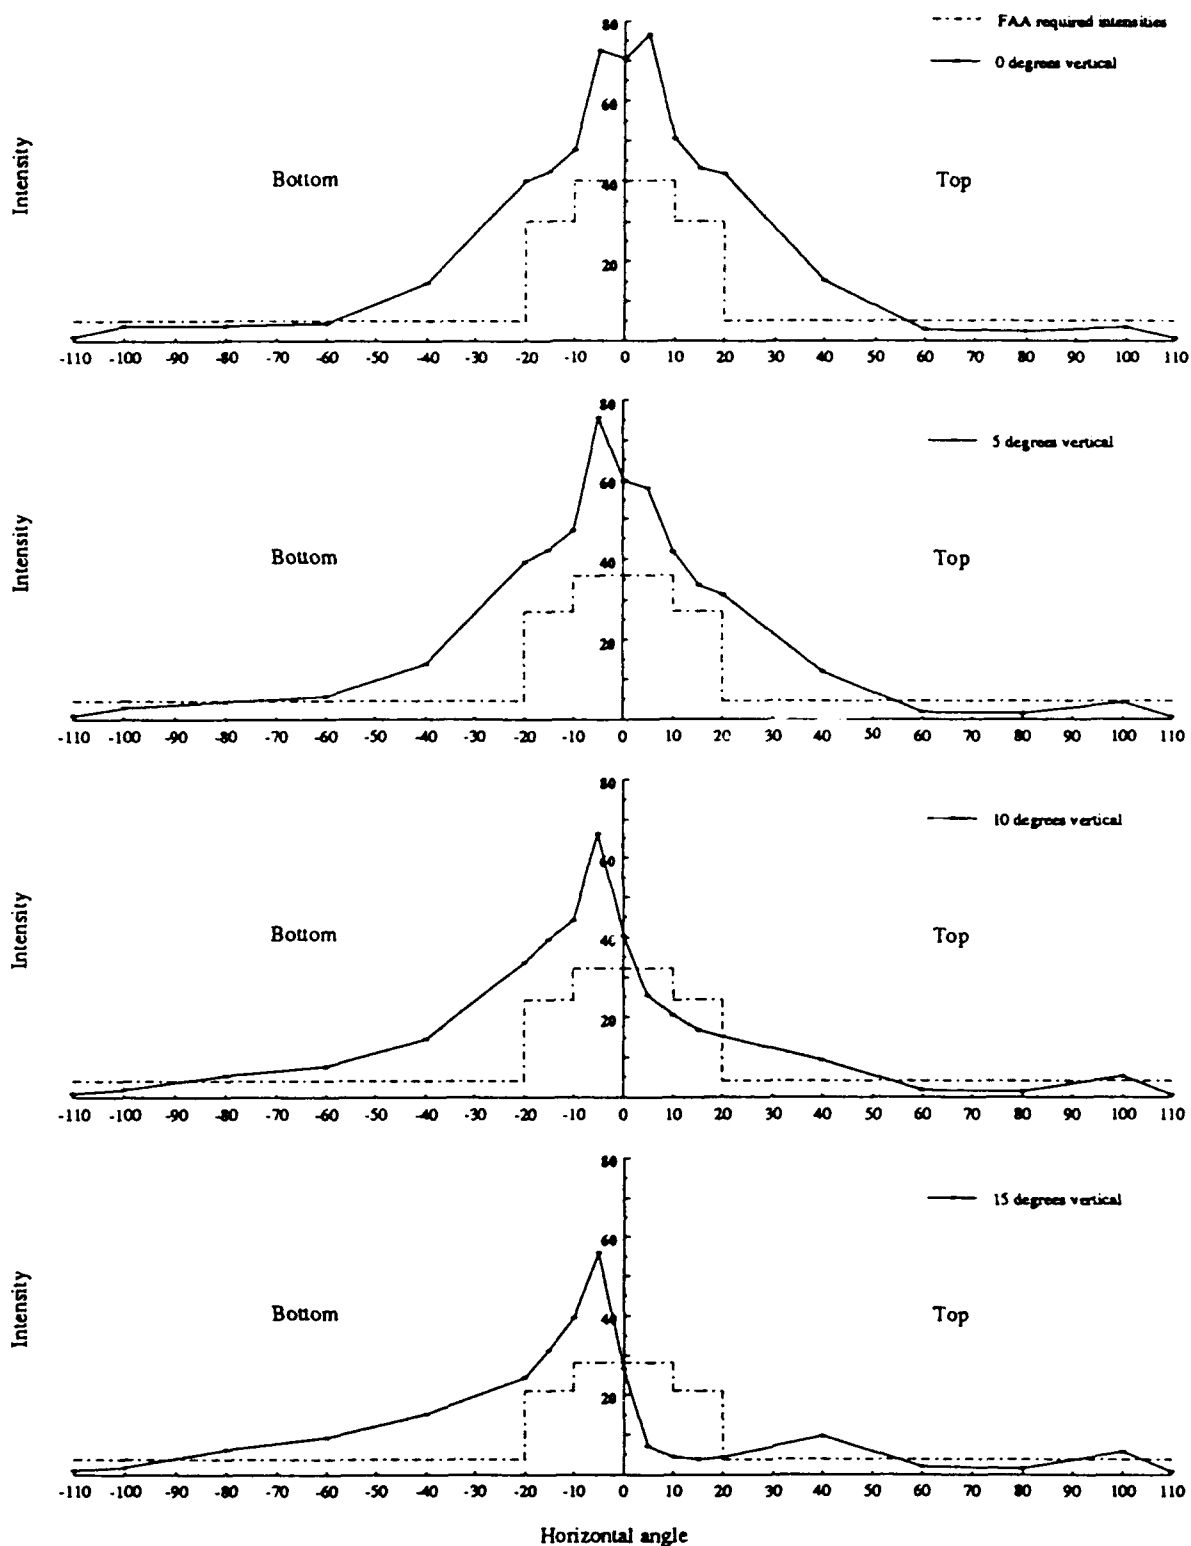 FAA required intensities
0 degrees vertical
80
60
40
20
Intensity
Bottom
Top
-110 -100 -90 -80 -70 -60 -50 -40 -30 -20 -10 0 10 20 30 40 50 60 70 80 90 100 110
5 degrees vertical
80
60
40
20
Intensity
Bottom
Top
-110 -100 -90 -80 -70 -60 -50 -40 -30 -20 -10 0 10 20 30 40 50 60 70 80 90 100 110
10 degrees vertical
80
60
40
20
Intensity
Bottom
Top
-110 -100 -90 -80 -70 -60 -50 -40 -30 -20 -10 0 10 20 30 40 50 60 70 80 90 100 110
15 degrees vertical
80
60
40
20
Intensity
Bottom
Top
-110 -100 -90 -80 -70 -60 -50 -40 -30 -20 -10 0 10 20 30 40 50 60 70 80 90 100 110
Horizontal angle